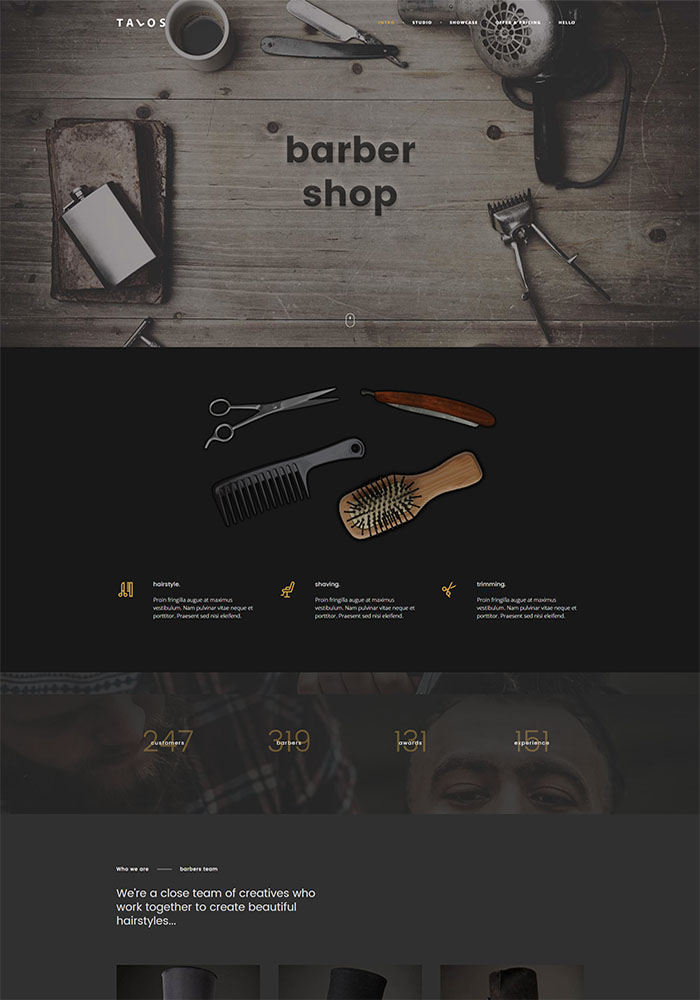 TALOS
INTRO
STUDIO
SHOWCASE
OFFER & PRICING
HELLO
barber
shop
hairstyle.
Proin fringilla augue at maximus
vestibulum. Nam pulvinar vitae neque et
porttitor. Praesent sed nisi eleifend.
shaving.
Proin fringilla augue at maximus
vestibulum. Nam pulvinar vitae neque et
porttitor. Praesent sed nisi eleifend.
trimming.
Proin fringilla augue at maximus
vestibulum. Nam pulvinar vitae neque et
porttitor. Praesent sed nisi eleifend.
247
customers
319
barbers
131
awards
151
experience
Who we are
barbers team
We're a close team of creatives who
work together to create beautiful
hairstyles...